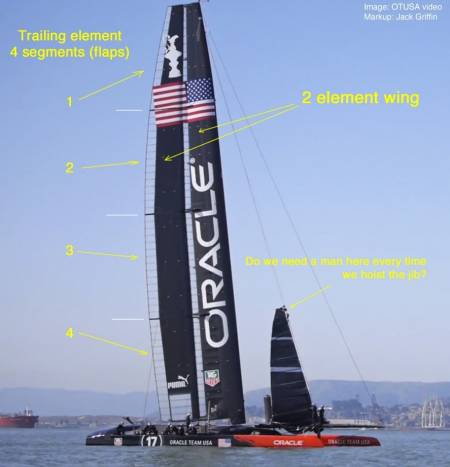 Image: OTUSA video
Markup: Jack Griffin
Trailing element
4 segments (flaps)
1
2 element wing
2
ORACLE
3
Do we need a man here every time
we hoist the jib?
4
PUMA
TAG
17
ORACLE TEAM USA
ORACLE
ORACLE TEAM USA